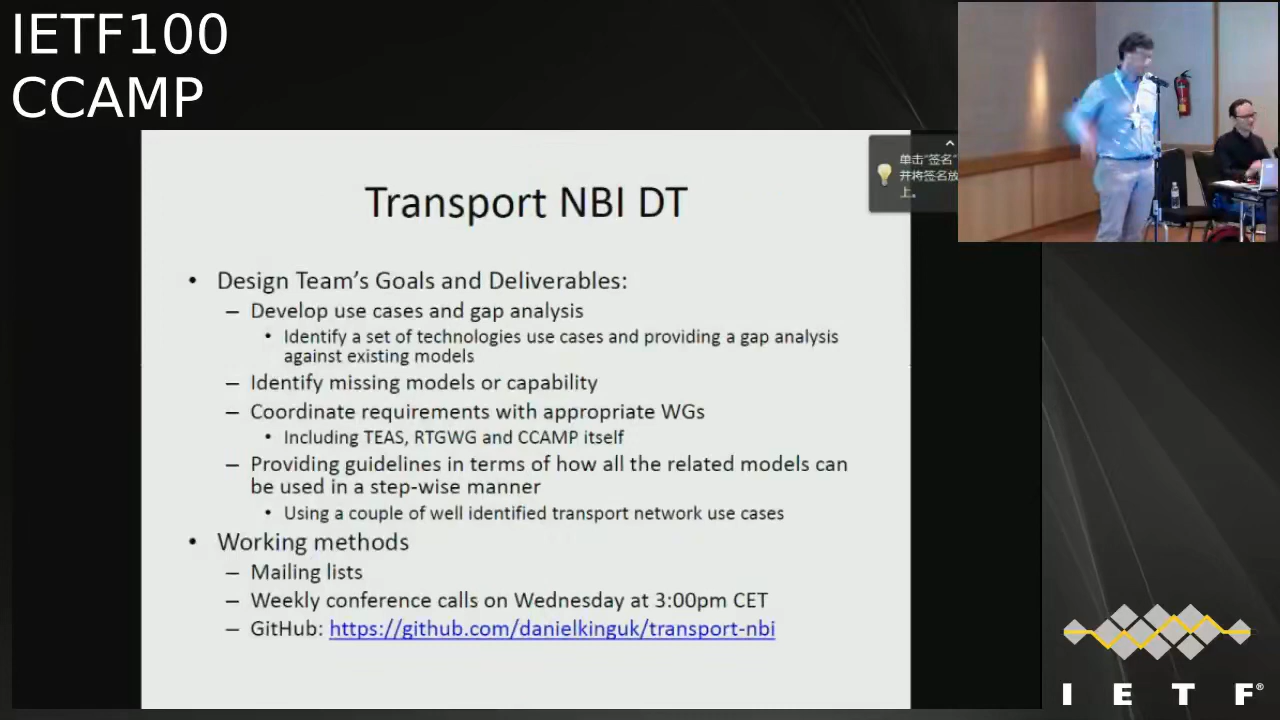 IETF100
CCAMP
Transport NBI DT
• Design Team’s Goals and Deliverables:
– Develop use cases and gap analysis
• Identify a set of technologies use cases and providing a gap analysis
against existing models
– Identify missing models or capability
– Coordinate requirements with appropriate WGs
• Including TEAS, RTGWG and CCAMP itself
– Providing guidelines in terms of how all the related models can
be used in a step-wise manner
• Using a couple of well identified transport network use cases
• Working methods
– Mailing lists
– Weekly conference calls on Wednesday at 3:00pm CET
– GitHub: https://github.com/danielkinguk/transport-nbi
单击“签名”
并将签名放
上。
I E T F®